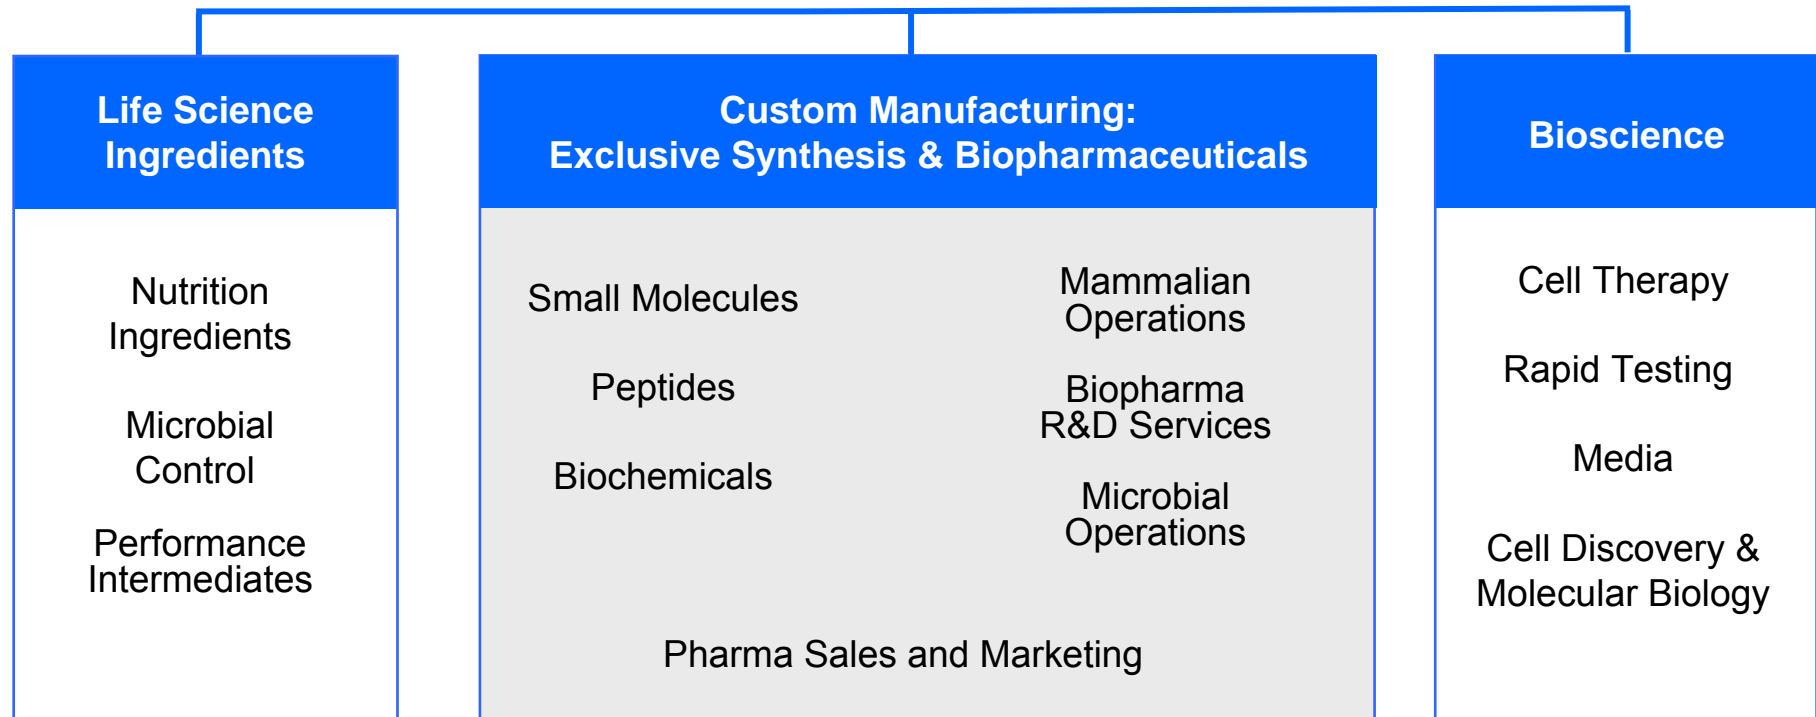 Life Science
Ingredients
Nutrition
Ingredients
Microbial
Control
Performance
Intermediates
Custom Manufacturing:
Exclusive Synthesis & Biopharmaceuticals
Small Molecules
Peptides
Biochemicals
Mammalian
Operations
Biopharma
R&D Services
Microbial
Operations
Pharma Sales and Marketing
Bioscience
Cell Therapy
Rapid Testing
Media
Cell Discovery &
Molecular Biology